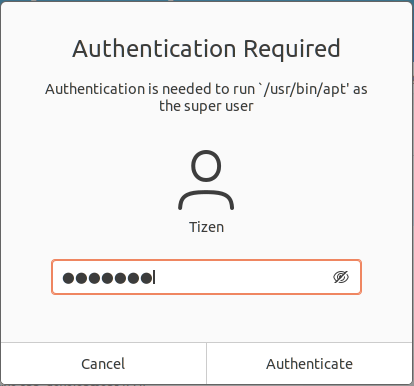 Authentication Required
Authentication is needed to run `/usr/bin/apt' as
the super user
Tizen
●●●●●●●
Cancel
Authenticate